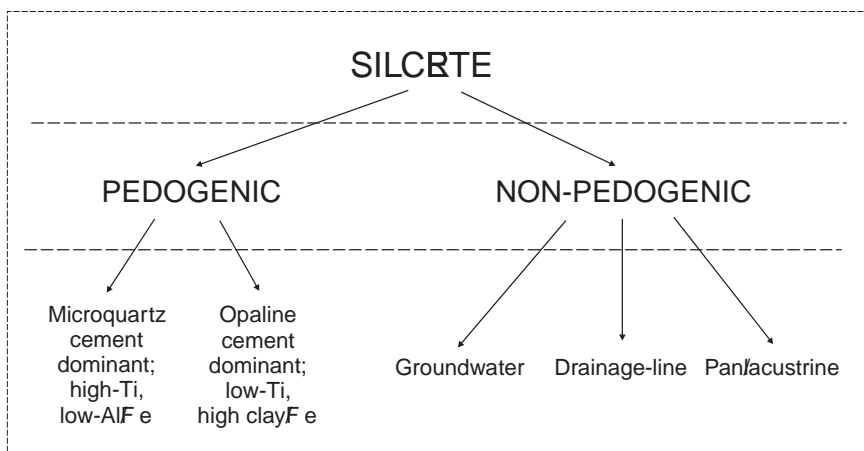 SILCRETE
PEDOGENIC
NON-PEDOGENIC
Microquartz
cement
dominant;
high-Ti,
low-Al/Fe
Opaline
cement
dominant;
low-Ti,
high clay/Fe
Groundwater
Drainage-line
Pan/lacustrine